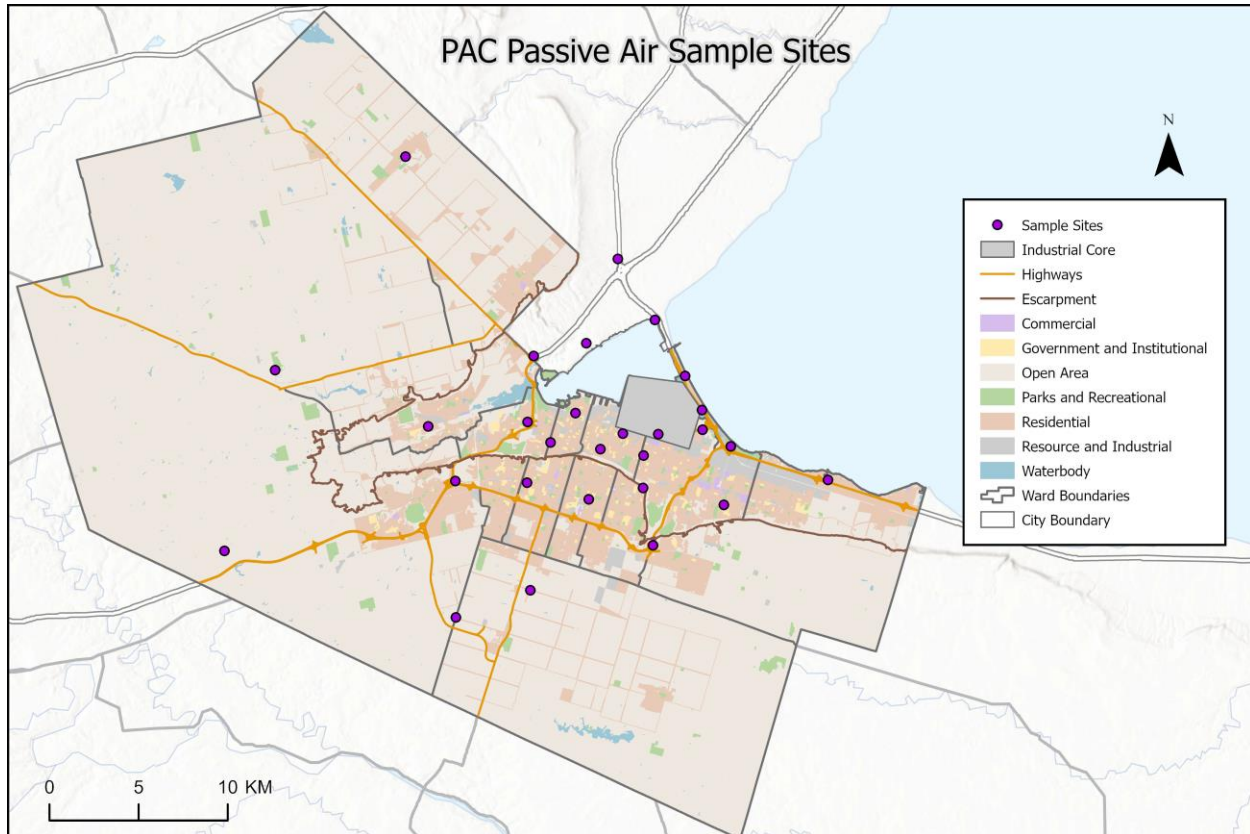 PAC Passive Air Sample Sites
N
Sample Sites
Industrial Core
Highways
Escarpment
Commercial
Government and Institutional
Open Area
Parks and Recreational
Residential
Resource and Industrial
Waterbody
Ward Boundaries
City Boundary
0 5 10 KM